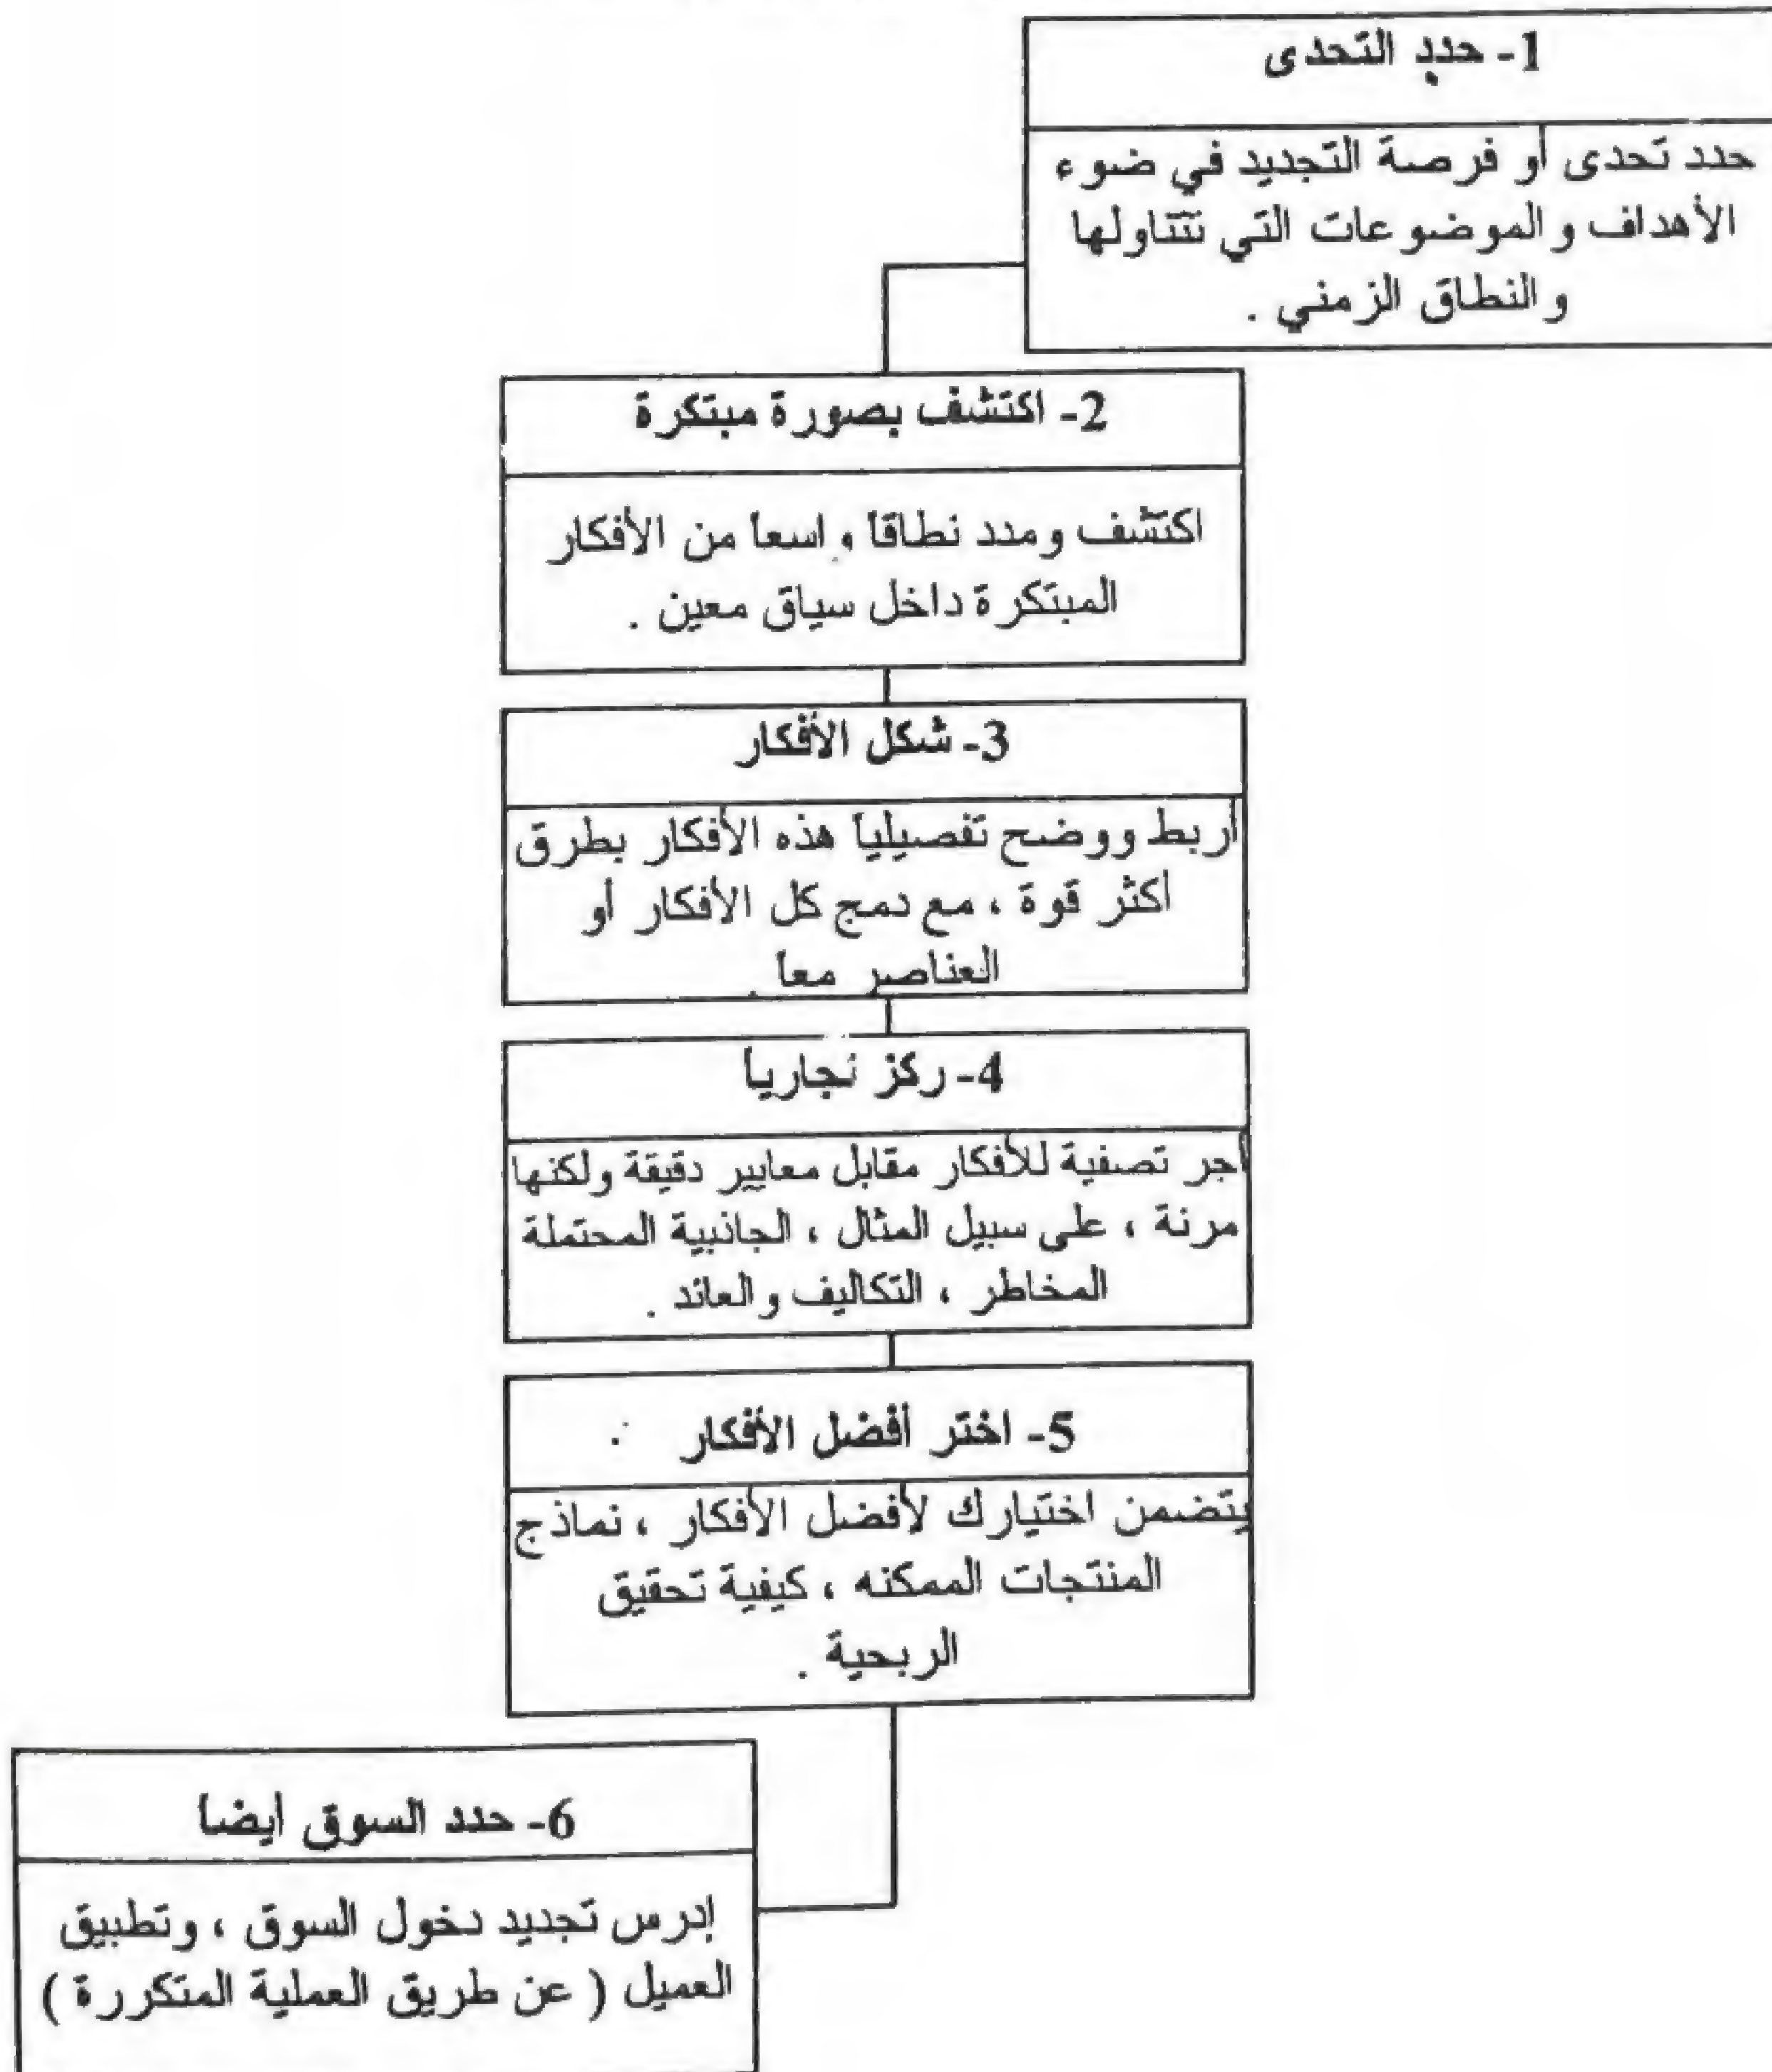 1- حدد التحدى
حدد تحدى أو فرصة التجديد في ضوء
الأهداف والموضوعات التي تتناولها
والنطاق الزمني .
2- اكتشف بصورة مبتكرة
اكتشف ومدد نطاقاً واسعاً من الأفكار
المبتكرة داخل سياق معين .
3- شكل الأفكار
أربط ووضح تفصيلياً هذه الأفكار بطرق
أكثر قوة ، مع دمج كل الأفكار أو
العناصر معا .
4- ركز تجارياً
أجر تصفية للأفكار مقابل معايير دقيقة ولكنها
مرنة ، على سبيل المثال ، الجاذبية المحتملة
المخاطر ، التكاليف والعائد .
5- اختر أفضل الأفكار
يتضمن اختيارك لأفضل الأفكار ، نماذج
المنتجات الممكنه ، كيفية تحقيق
الربحية .
6- حدد السوق أيضا
إدرس تجديد دخول السوق ، وتطبيق
العميل ( عن طريق العملية المتكررة )